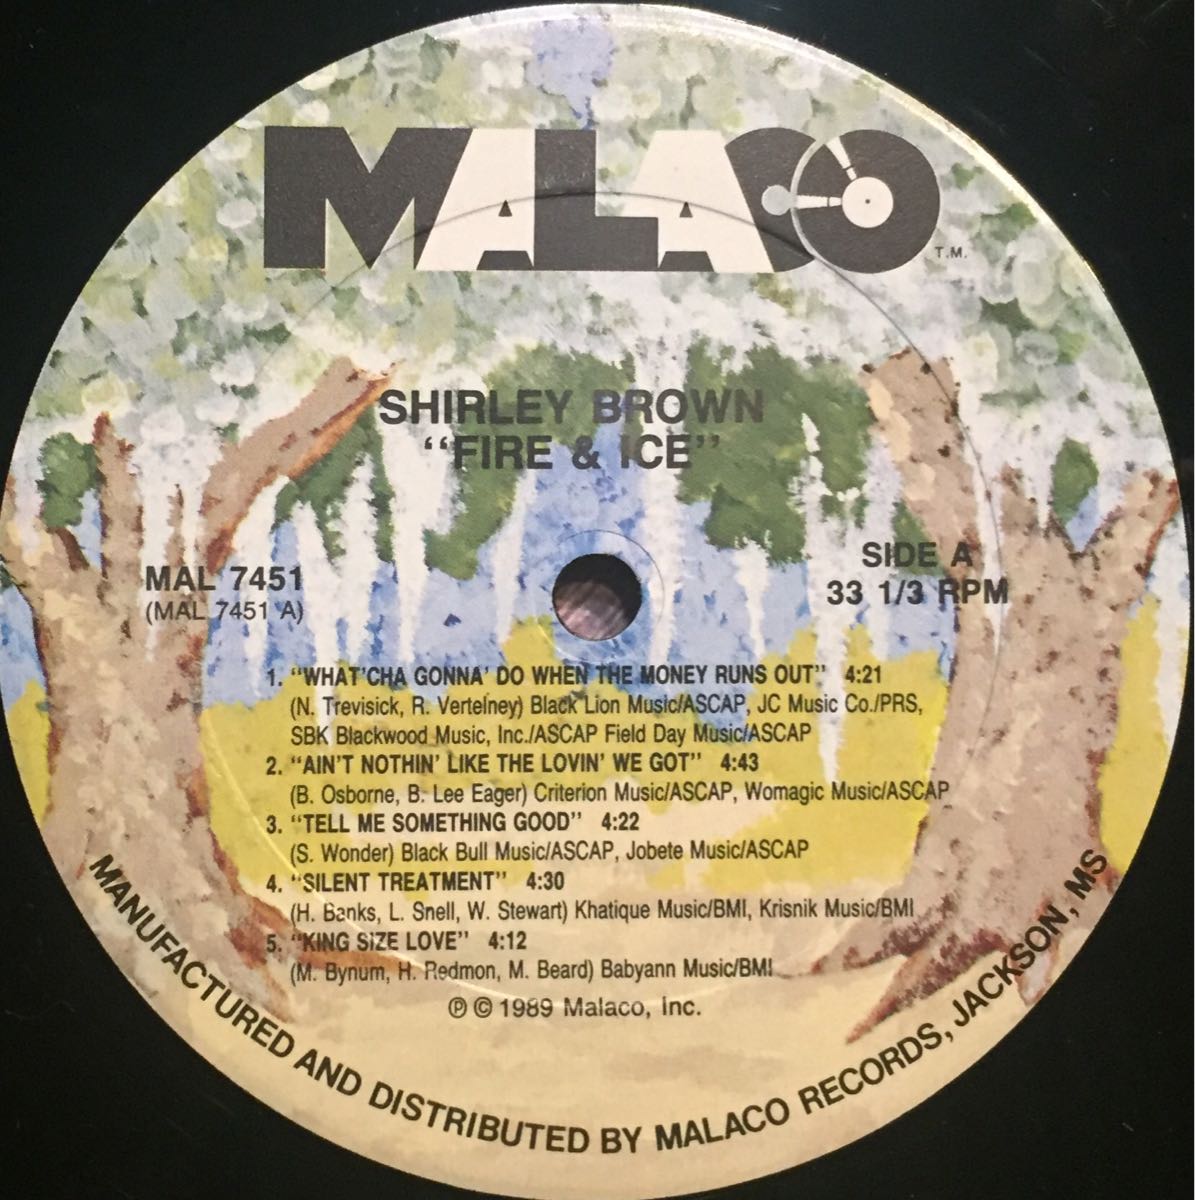 MALACO
T.M.
SHIRLEY BROWN
"FIRE & ICE"
MAL 7451
(MAL 7451 A)
SIDE A
33 1/3 RPM
1. "WHAT'CHA GONNA' DO WHEN THE MONEY RUNS OUT" 4:21
(N. Trevisick, R. Vertelney) Black Lion Music/ASCAP, JC Music Co./PRS,
SBK Blackwood Music, Inc./ASCAP Field Day Music/ASCAP
2. "AIN'T NOTHIN' LIKE THE LOVIN' WE GOT" 4:43
(B. Osborne, B. Lee Eager) Criterion Music/ASCAP, Womagic Music/ASCAP
3. "TELL ME SOMETHING GOOD" 4:22
(S. Wonder) Black Bull Music/ASCAP, Jobete Music/ASCAP
4. "SILENT TREATMENT" 4:30
(H. Banks, L. Snell, W. Stewart) Khatique Music/BMI, Krisnik Music/BMI
5. "KING SIZE LOVE" 4:12
(M. Bynum, H. Redmon, M. Beard) Babyann Music/BMI
℗ © 1989 Malaco, Inc.
MANUFACTURED AND DISTRIBUTED BY MALACO RECORDS, JACKSON, MS